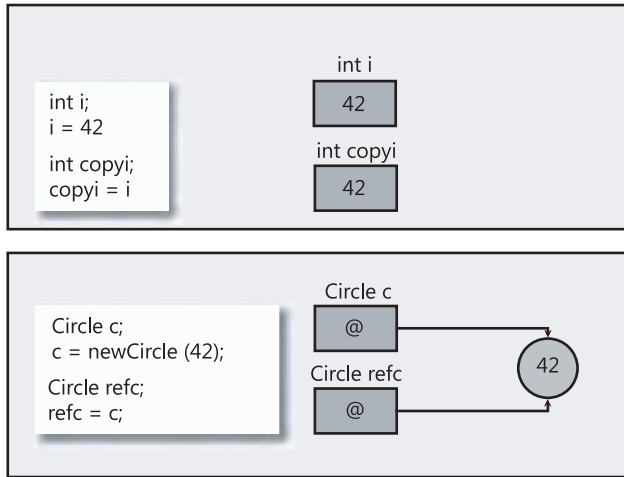 int i;
i = 42
int copyi;
copyi = i
int i
42
int copyi
42
Circle c;
c = newCircle (42);
Circle refc;
refc = c;
Circle c
@
Circle refc
@
42